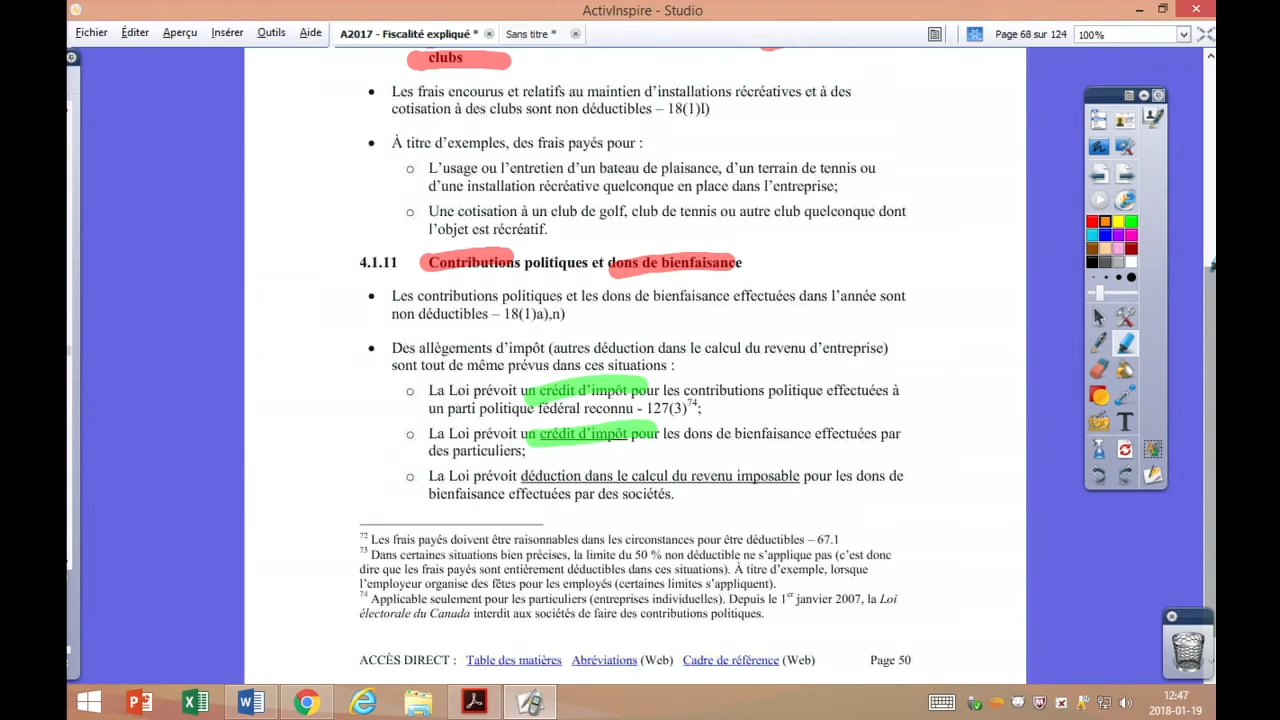 ActivInspire - Studio
Fichier Éditer Aperçu Insérer Outils Aide A2017 - Fiscalité expliqué * Sans titre * Page 68 sur 124 100%
clubs
• Les frais encourus et relatifs au maintien d'installations récréatives et à des
cotisation à des clubs sont non déductibles – 18(1)l)
• À titre d'exemples, des frais payés pour :
o L'usage ou l'entretien d'un bateau de plaisance, d'un terrain de tennis ou
d'une installation récréative quelconque en place dans l'entreprise;
o Une cotisation à un club de golf, club de tennis ou autre club quelconque dont
l'objet est récréatif.
4.1.11 Contributions politiques et dons de bienfaisance
• Les contributions politiques et les dons de bienfaisance effectuées dans l'année sont
non déductibles – 18(1)a),n)
• Des allègements d'impôt (autres déduction dans le calcul du revenu d'entreprise)
sont tout de même prévus dans ces situations :
o La Loi prévoit un crédit d'impôt pour les contributions politique effectuées à
un parti politique fédéral reconnu - 127(3)74;
o La Loi prévoit un crédit d'impôt pour les dons de bienfaisance effectuées par
des particuliers;
o La Loi prévoit déduction dans le calcul du revenu imposable pour les dons de
bienfaisance effectuées par des sociétés.
72 Les frais payés doivent être raisonnables dans les circonstances pour être déductibles – 67.1
73 Dans certaines situations bien précises, la limite du 50 % non déductible ne s'applique pas (c'est donc
dire que les frais payés sont entièrement déductibles dans ces situations). À titre d'exemple, lorsque
l'employeur organise des fêtes pour les employés (certaines limites s'appliquent).
74 Applicable seulement pour les particuliers (entreprises individuelles). Depuis le 1er janvier 2007, la Loi
électorale du Canada interdit aux sociétés de faire des contributions politiques.
ACCÈS DIRECT : Table des matières Abréviations (Web) Cadre de référence (Web) Page 50
12:47
2018-01-19